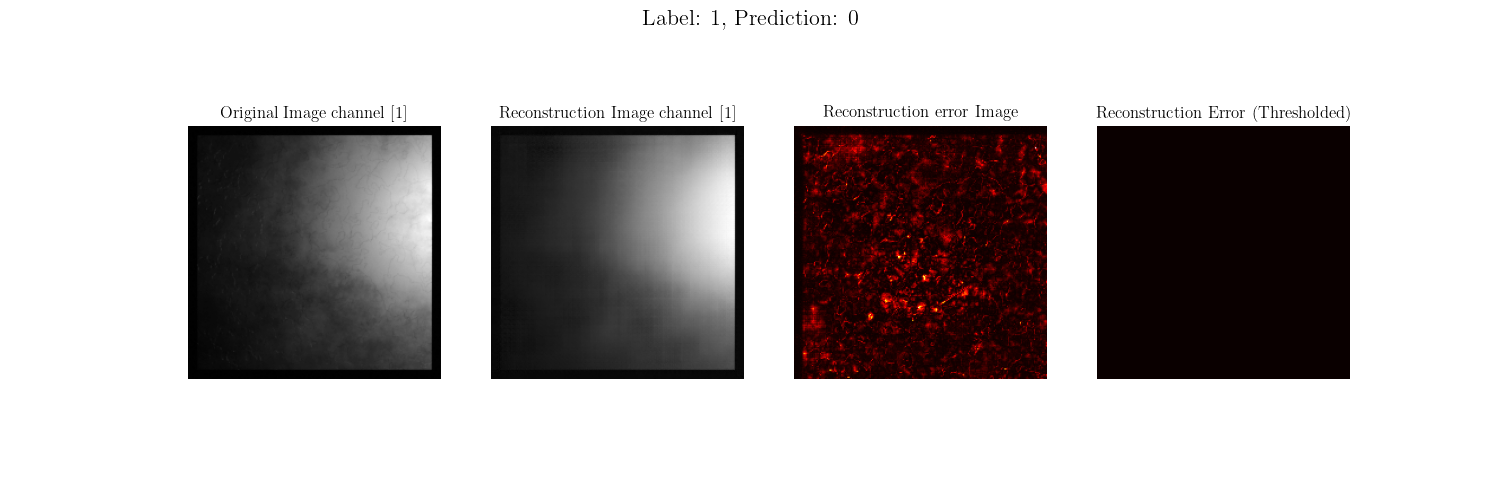 Label: 1, Prediction: 0
Original Image channel [1]
Reconstruction Image channel [1]
Reconstruction error Image
Reconstruction Error (Thresholded)